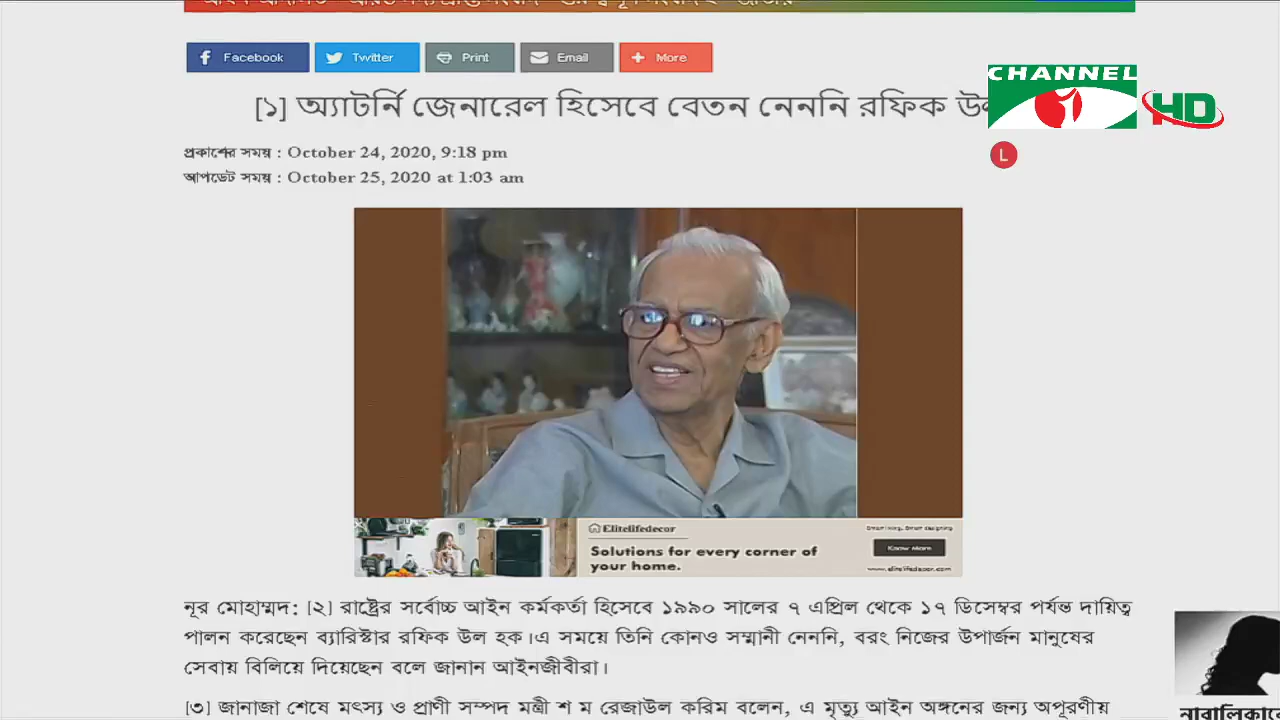 Facebook Twitter Print Email More
CHANNEL
HD
[১] অ্যাটর্নি জেনারেল হিসেবে বেতন নেননি রফিক
L
প্রকাশের সময় : October 24, 2020, 9:18 pm
আপডেট সময় : October 25, 2020 at 1:03 am
Elitelifedecor
Solutions for every corner of
your home.
Know More
www.elitelifedecor.com
নূর মোহাম্মদ: [২] রাষ্ট্রের সর্বোচ্চ আইন কর্মকর্তা হিসেবে ১৯৯০ সালের ৭ এপ্রিল থেকে ১৭ ডিসেম্বর পর্যন্ত দায়িত্ব
পালন করেছেন ব্যারিস্টার রফিক উল হক।এ সময়ে তিনি কোনও সম্মানী নেননি, বরং নিজের উপার্জন মানুষের
সেবায় বিলিয়ে দিয়েছেন বলে জানান আইনজীবীরা।
[৩] জানাজা শেষে মৎস্য ও প্রাণী সম্পদ মন্ত্রী শ ম রেজাউল করিম বলেন, এ মৃত্যু আইন অঙ্গনের জন্য অপূরণীয়